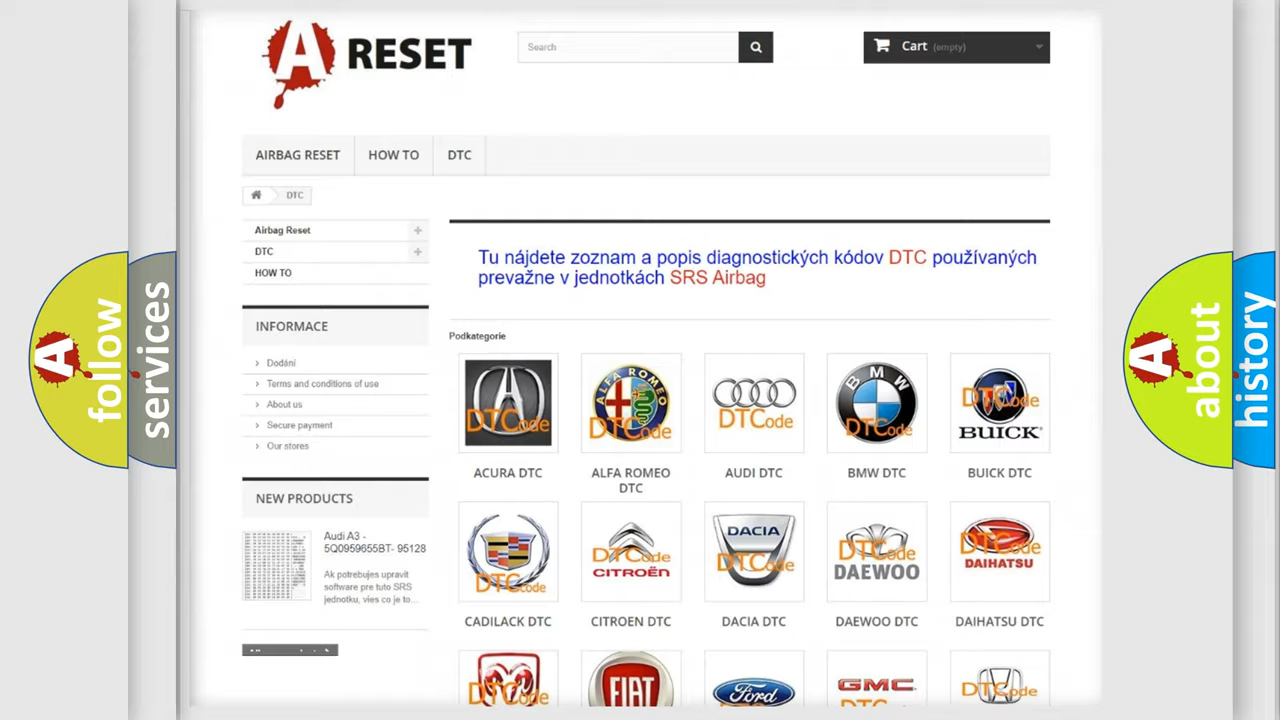 A RESET
Search
Cart (empty)
AIRBAG RESET
HOW TO
DTC
DTC
Airbag Reset
DTC
HOW TO
Tu nájdete zoznam a popis diagnostických kódov DTC používaných
prevažne v jednotkách SRS Airbag
INFORMACE
Dodání
Terms and conditions of use
About us
Secure payment
Our stores
NEW PRODUCTS
Audi A3 -
5Q0959655BT- 95128
Ak potrebujes upravit
software pre tuto SRS
jednotku, vies co je to...
Podkategorie
DTCode
ALFA ROMEO
DTCode
DTCode
BMW
DTCode
DTCode
BUICK
ACURA DTC
ALFA ROMEO
DTC
AUDI DTC
BMW DTC
BUICK DTC
DTCode
DTCode
CITROËN
DACIA
DTCode
DTCode
DAEWOO
DTCode
DAIHATSU
CADILACK DTC
CITROEN DTC
DACIA DTC
DAEWOO DTC
DAIHATSU DTC
DTCode
FIAT
Ford
GMC
DTCode
A follow
services
A about
history